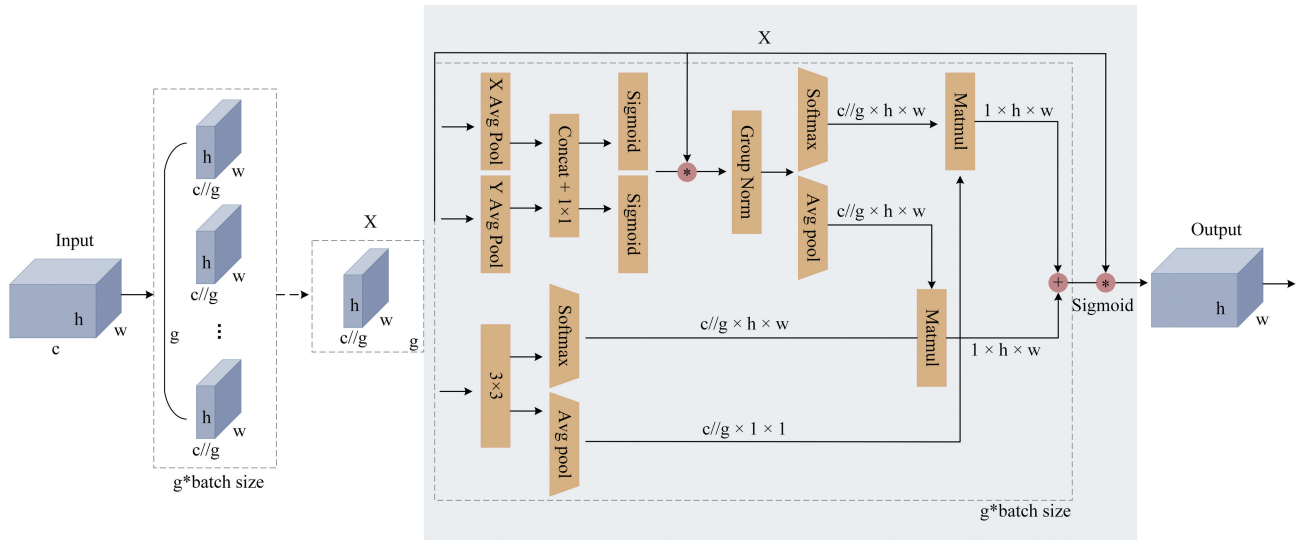 Input
h
w
c
g
h
w
c//g
h
w
c//g
...
h
w
c//g
g*batch size
X
h
w
c//g
g
X
X Avg Pool
Y Avg Pool
Concat + 1×1
Sigmoid
Sigmoid
*
Group Norm
Softmax
Avg pool
c//g × h × w
c//g × h × w
Matmul
1 × h × w
3×3
Softmax
Avg pool
c//g × h × w
c//g × 1 × 1
Matmul
1 × h × w
+
*
Sigmoid
g*batch size
Output
h
w